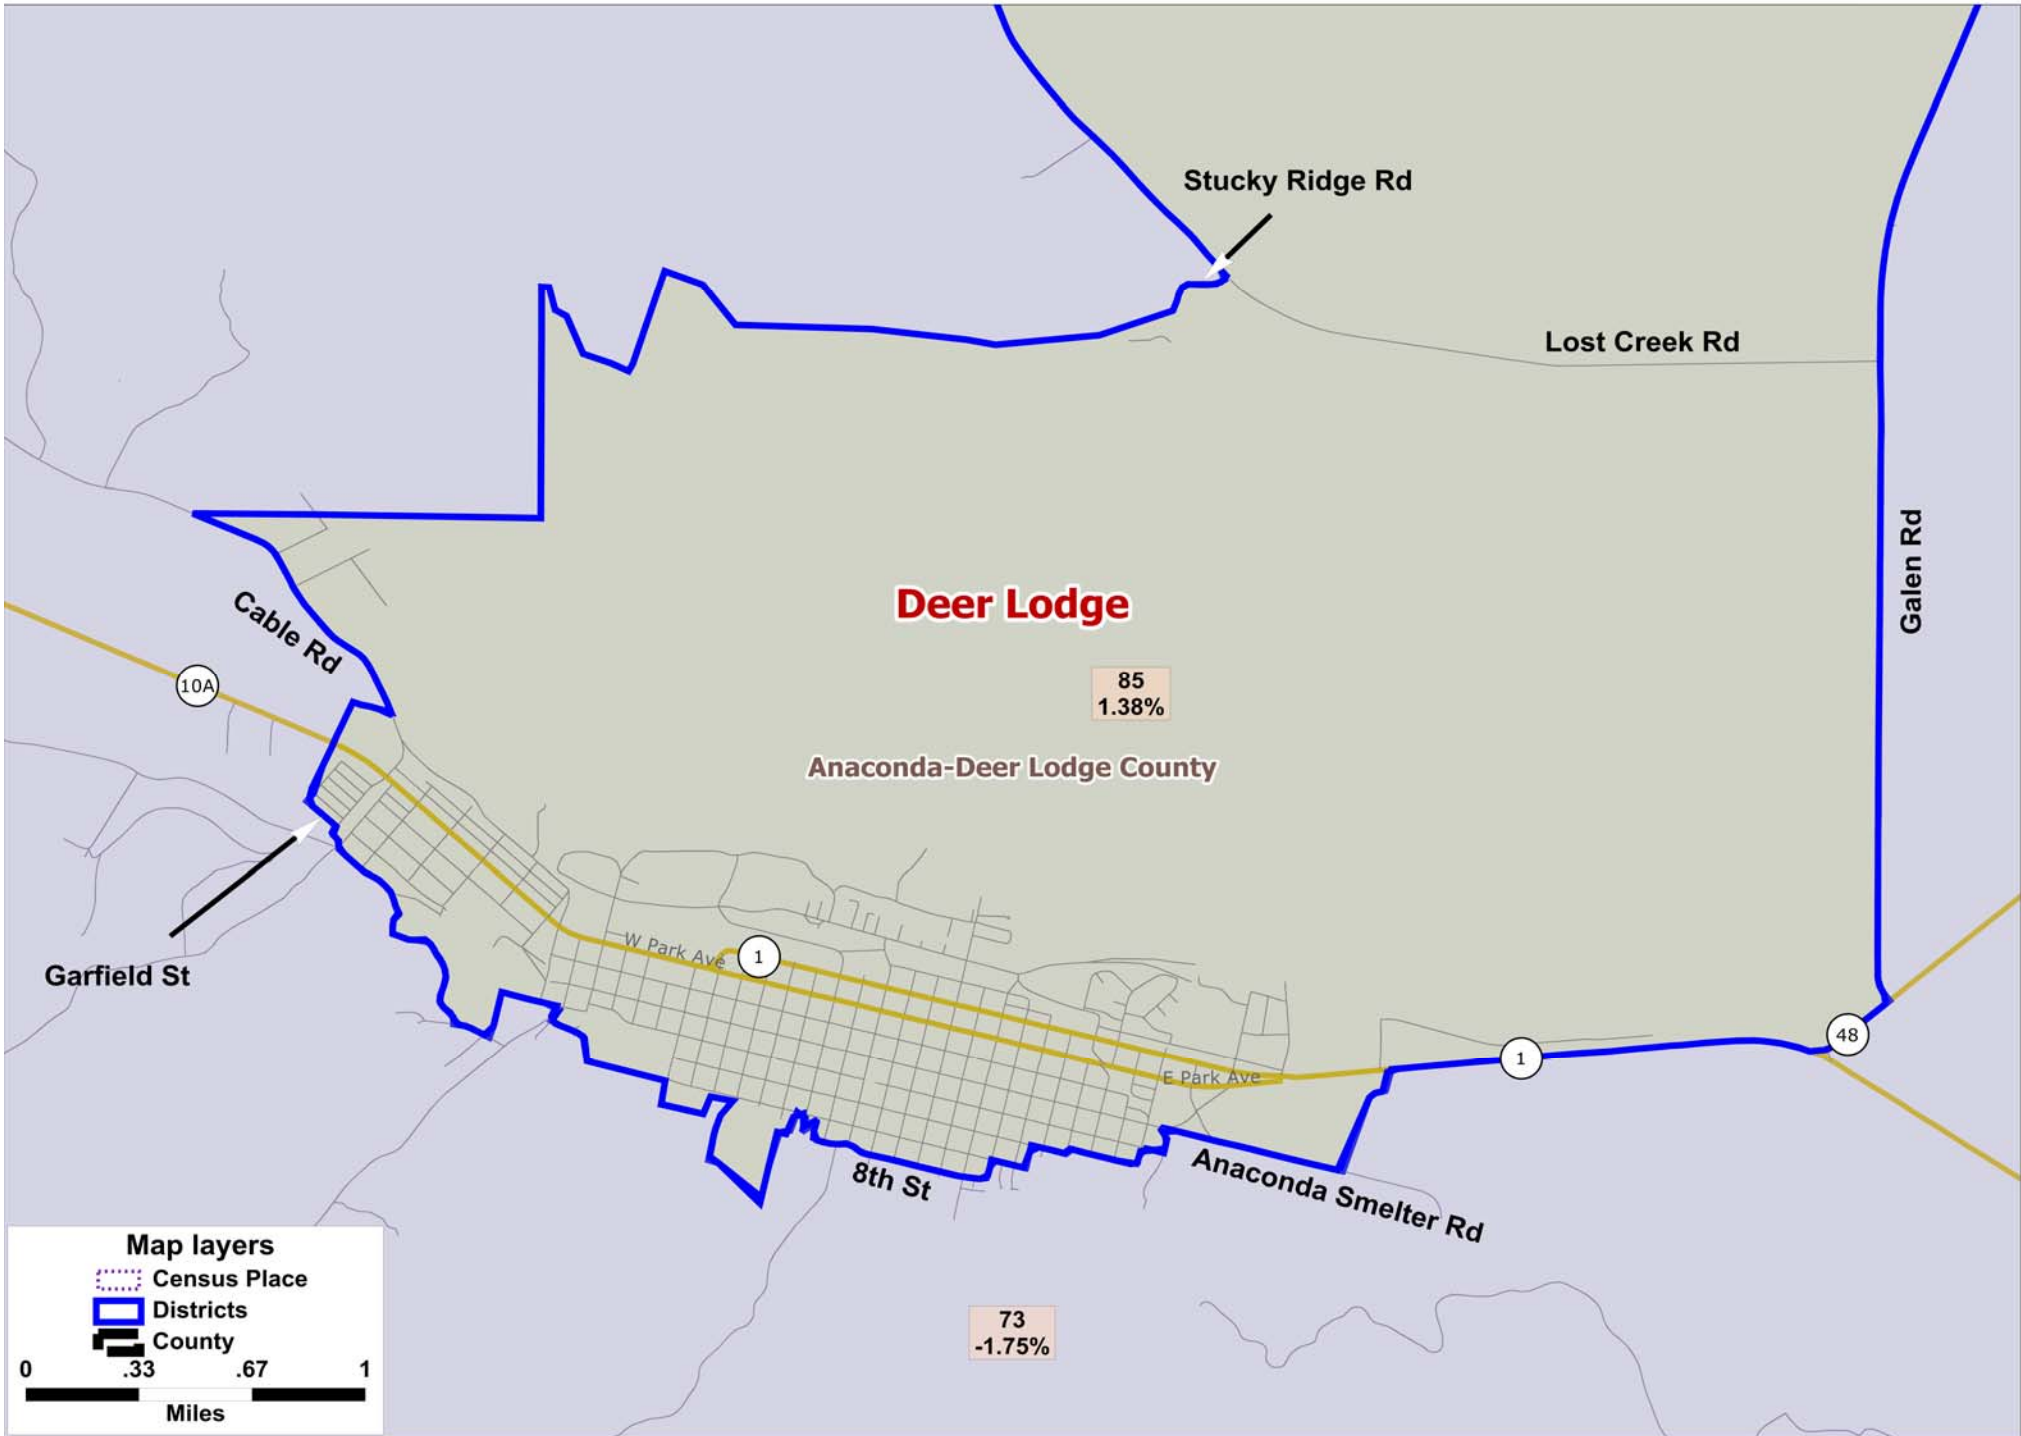 Stucky Ridge Rd
Lost Creek Rd
Galen Rd
Deer Lodge
Cable Rd
85
1.38%
10A
Anaconda-Deer Lodge County
W Park Ave
1
Garfield St
48
1
E Park Ave
8th St
Anaconda Smelter Rd
Map layers
Census Place
Districts
County
0 .33 .67 1
Miles
73
-1.75%